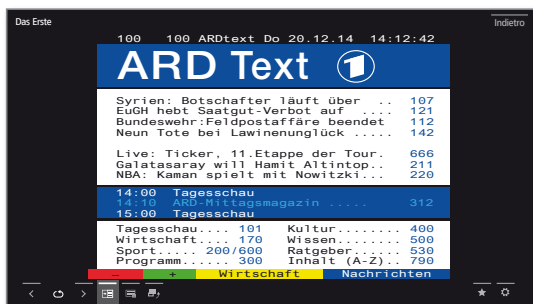 Das Erste
Indietro
100 100 ARDtext Do 20.12.14 14:12:42
ARD Text 1
Syrien: Botschafter läuft über .. 107
EuGH hebt Saatgut-Verbot auf .... 121
Bundeswehr:Feldpostaffäre beendet 112
Neun Tote bei Lawinenunglück ..... 142
Live: Ticker, 11.Etappe der Tour. 666
Galatasaray will Hamit Altintop.. 211
NBA: Kaman spielt mit Nowitzki... 220
14:00 Tagesschau
14:10 ARD-Mittagsmagazin ..... 312
15:00 Tagesschau
Tagesschau.... 101 Kultur........ 400
Wirtschaft.... 170 Wissen........ 500
Sport..... 200/600 Ratgeber...... 530
Programm...... 300 Inhalt (A-Z).. 790
– + Wirtschaft Nachrichten